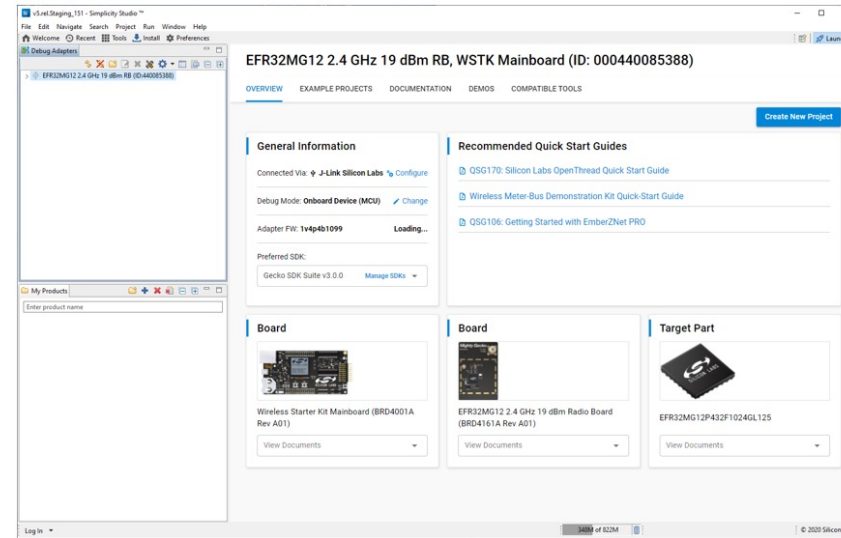 v5.rel.Staging_151 - Simplicity Studio ™
File Edit Navigate Search Project Run Window Help
Welcome Recent Tools Install Preferences
Laun
Debug Adapters
EFR32MG12 2.4 GHz 19 dBm RB (ID:440085388)
EFR32MG12 2.4 GHz 19 dBm RB, WSTK Mainboard (ID: 000440085388)
OVERVIEW EXAMPLE PROJECTS DOCUMENTATION DEMOS COMPATIBLE TOOLS
Create New Project
General Information
Connected Via: J-Link Silicon Labs Configure
Debug Mode: Onboard Device (MCU) Change
Adapter FW: 1v4p4b1099 Loading...
Preferred SDK:
Gecko SDK Suite v3.0.0 Manage SDKs
Recommended Quick Start Guides
QSG170: Silicon Labs OpenThread Quick Start Guide
Wireless Meter-Bus Demonstration Kit Quick-Start Guide
QSG106: Getting Started with EmberZNet PRO
My Products
Enter product name
Board
Wireless Starter Kit Mainboard (BRD4001A
Rev A01)
View Documents
Board
Mighty Gecko
EFR32MG12 2.4 GHz 19 dBm Radio Board
(BRD4161A Rev A01)
View Documents
Target Part
SILICON LABS
EFR32MG12P432F1024GL125
View Documents
Log In
348M of 822M
© 2020 Silicon